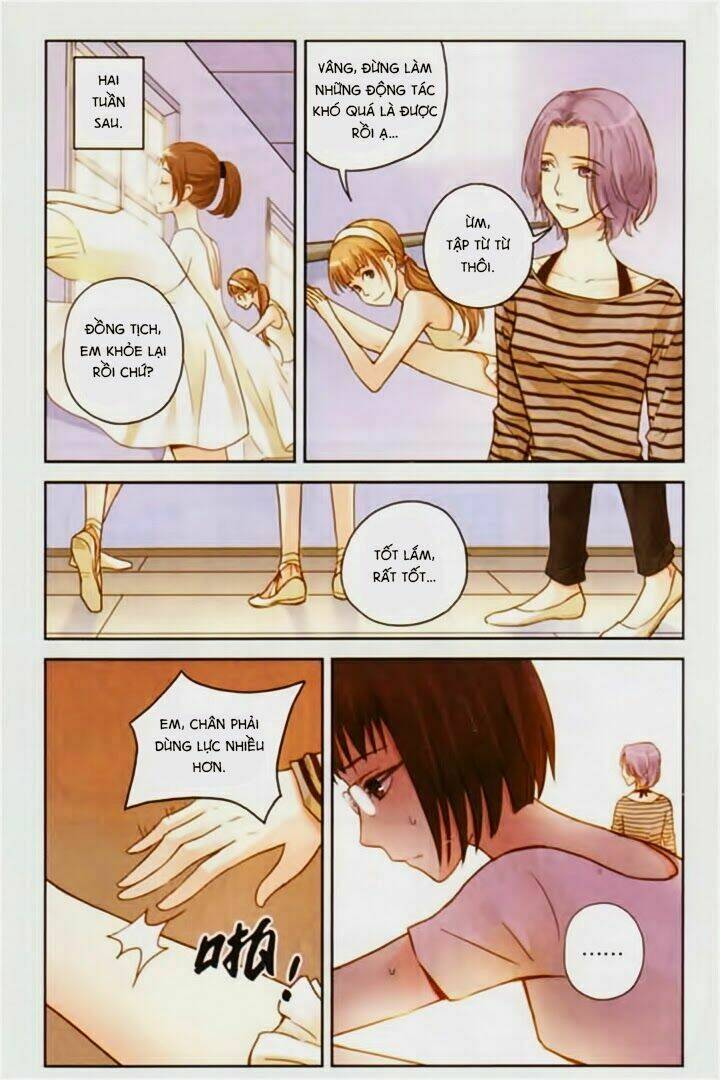 HAI
TUẦN
SAU.
ĐỒNG TỊCH,
EM KHỎE LẠI
RỒI CHỨ?
VÂNG, ĐỪNG LÀM
NHỮNG ĐỘNG TÁC
KHÓ QUÁ LÀ ĐƯỢC
RỒI Ạ...
ỪM,
TẬP TỪ TỪ
THÔI.
TỐT LẮM,
RẤT TỐT...
EM, CHÂN PHẢI
DÙNG LỰC NHIỀU
HƠN.
啪!
......